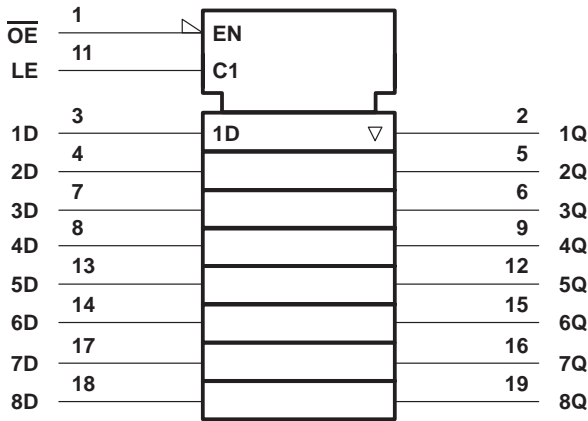 1
OE EN
11
LE C1
3 2
1D 1D ▽ 1Q
4 5
2D 2Q
7 6
3D 3Q
8 9
4D 4Q
13 12
5D 5Q
14 15
6D 6Q
17 16
7D 7Q
18 19
8D 8Q